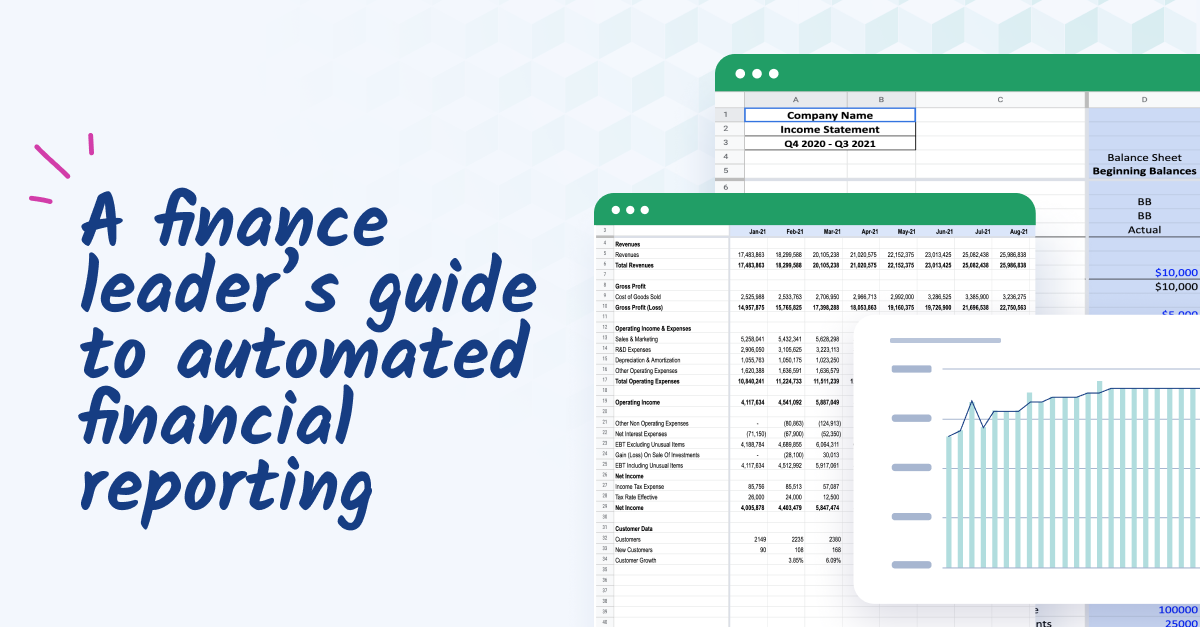 A finance
leader's guide
to automated
financial
reporting
A B C D
1 Company Name
2 Income Statement
3 Q4 2020 - Q3 2021
4 Balance Sheet
5 Beginning Balances
6
BB
BB
Actual
$10,000
$10,000
3 Jan-21 Feb-21 Mar-21 Apr-21 May-21 Jun-21 Jul-21 Aug-21
4 Revenues
5 Revenues 17,483,863 18,299,588 20,105,238 21,020,575 22,152,375 23,013,425 25,082,438 25,986,838
6 Total Revenues 17,483,863 18,299,588 20,105,238 21,020,575 22,152,375 23,013,425 25,082,438 25,986,838
7
8 Gross Profit
9 Cost of Goods Sold 2,525,988 2,533,763 2,706,950 2,966,713 2,992,000 3,286,525 3,385,900 3,236,275
10 Gross Profit (Loss) 14,957,875 15,765,825 17,398,288 18,053,863 19,160,375 19,726,900 21,696,538 22,750,563
11
12 Operating Income & Expenses
13 Sales & Marketing 5,258,041 5,432,341 5,628,298
14 R&D Expenses 2,906,050 3,105,625 3,223,113
15 Depreciation & Amortization 1,055,763 1,050,175 1,023,250
16 Other Operating Expenses 1,620,388 1,636,591 1,636,579
17 Total Operating Expenses 10,840,241 11,224,733 11,511,239
18
19 Operating Income 4,117,634 4,541,092 5,887,049
20
21 Other Non Operating Expenses - (80,863) (124,913)
22 Net Interest Expenses (71,150) (67,900) (52,350)
23 EBT Excluding Unusual Items 4,188,784 4,689,855 6,064,311
24 Gain (Loss) On Sale Of Investments - (28,100) 30,013
25 EBT Including Unusual Items 4,117,634 4,512,992 5,917,061
26 Net Income
27 Income Tax Expense 85,756 85,513 57,087
28 Tax Rate Effective 26,000 24,000 12,500
29 Net Income 4,005,878 4,403,479 5,847,474
30
31 Customer Data
32 Customers 2149 2235 2380
33 New Customers 90 108 168
34 Customer Growth 3.85% 6.09%
35
36
37
38
39
40
100000
25000